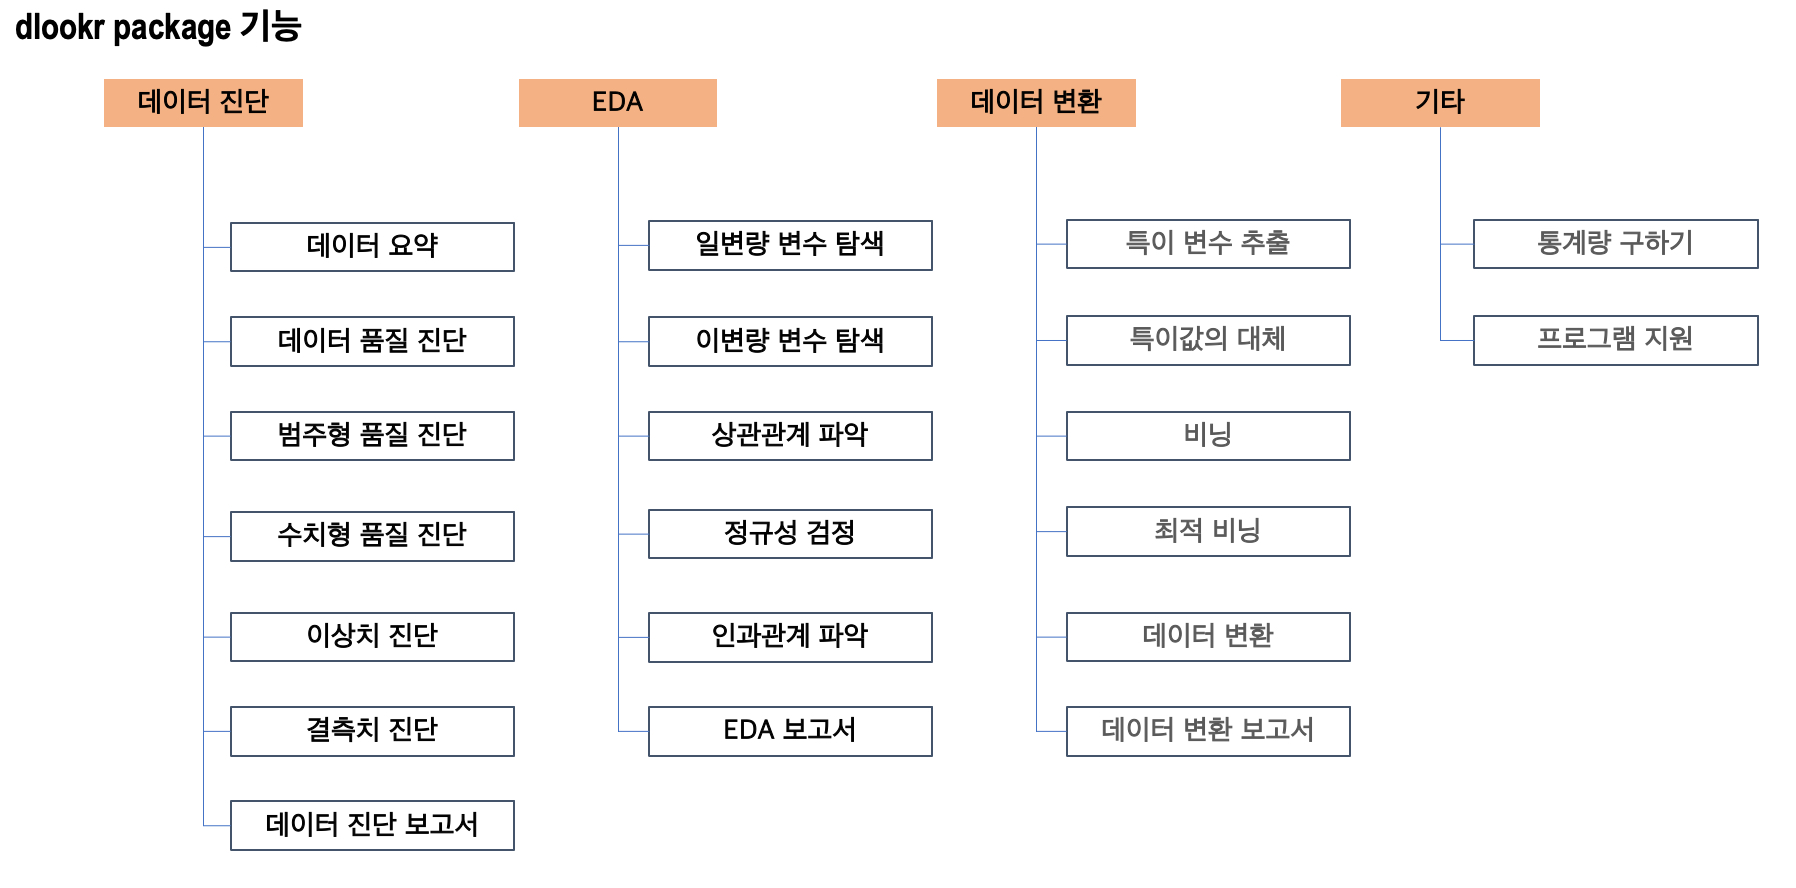 dlookr package 기능
데이터 진단
데이터 요약
데이터 품질 진단
범주형 품질 진단
수치형 품질 진단
이상치 진단
결측치 진단
데이터 진단 보고서
EDA
일변량 변수 탐색
이변량 변수 탐색
상관관계 파악
정규성 검정
인과관계 파악
EDA 보고서
데이터 변환
특이 변수 추출
특이값의 대체
비닝
최적 비닝
데이터 변환
데이터 변환 보고서
기타
통계량 구하기
프로그램 지원